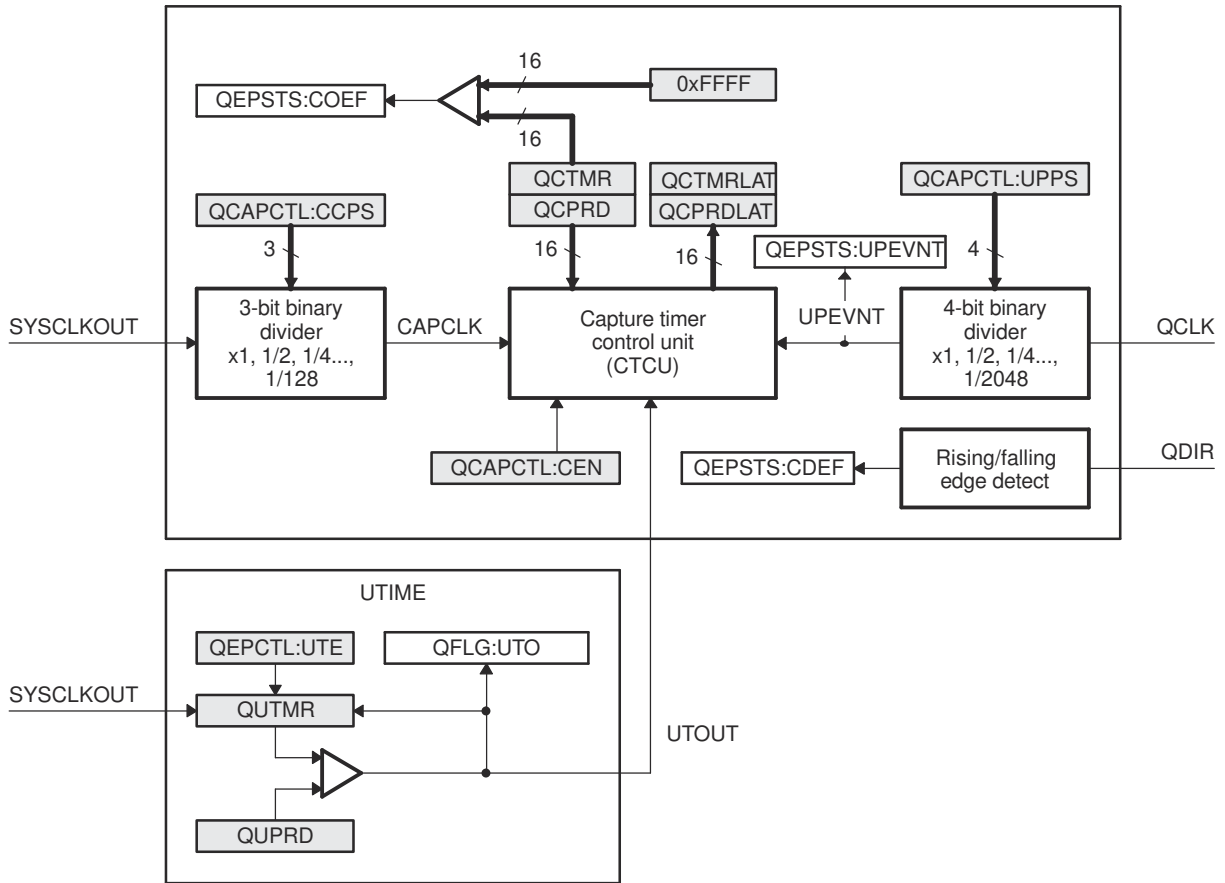 16
0xFFFF
QEPSTS:COEF
16
QCTMR
QCTMRLAT
QCAPCTL:UPPS
QCAPCTL:CCPS
QCPRD
QCPRDLAT
3
16
16
QEPSTS:UPEVNT
4
SYSCLKOUT
3-bit binary
divider
x1, 1/2, 1/4...,
1/128
CAPCLK
Capture timer
control unit
(CTCU)
UPEVNT
4-bit binary
divider
x1, 1/2, 1/4...,
1/2048
QCLK
QCAPCTL:CEN
QEPSTS:CDEF
Rising/falling
edge detect
QDIR
UTIME
QEPCTL:UTE
QFLG:UTO
SYSCLKOUT
QUTMR
UTOUT
QUPRD